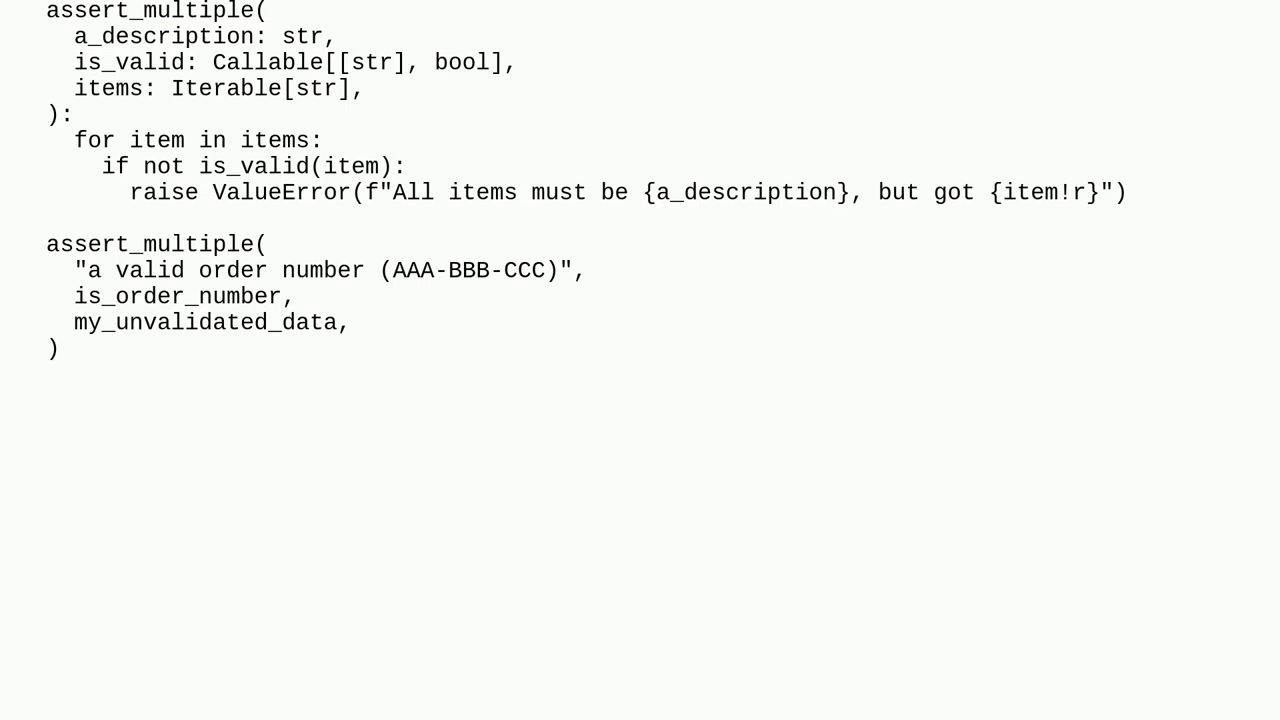 assert_multiple(
  a_description: str,
  is_valid: Callable[[str], bool],
  items: Iterable[str],
):
  for item in items:
    if not is_valid(item):
      raise ValueError(f"All items must be {a_description}, but got {item!r}")

assert_multiple(
  "a valid order number (AAA-BBB-CCC)",
  is_order_number,
  my_unvalidated_data,
)